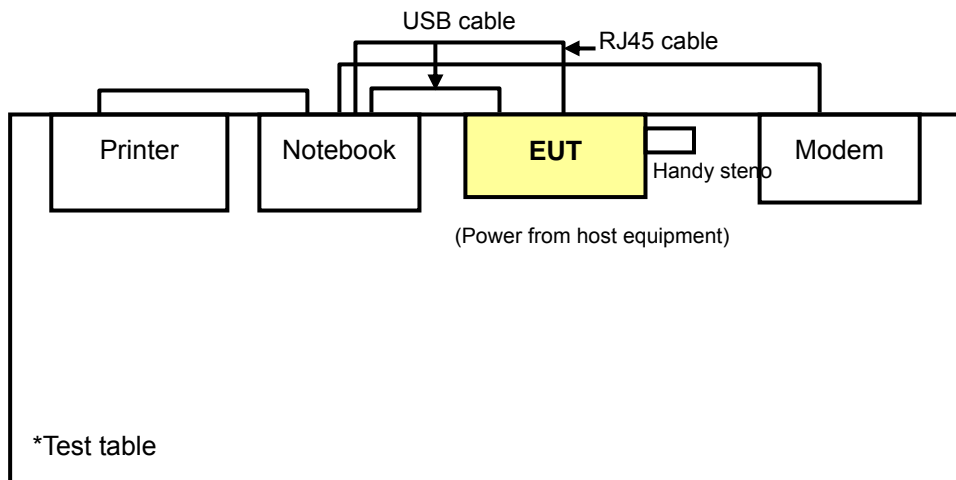 USB cable
RJ45 cable
Printer
Notebook
EUT
Modem
Handy steno
(Power from host equipment)
*Test table